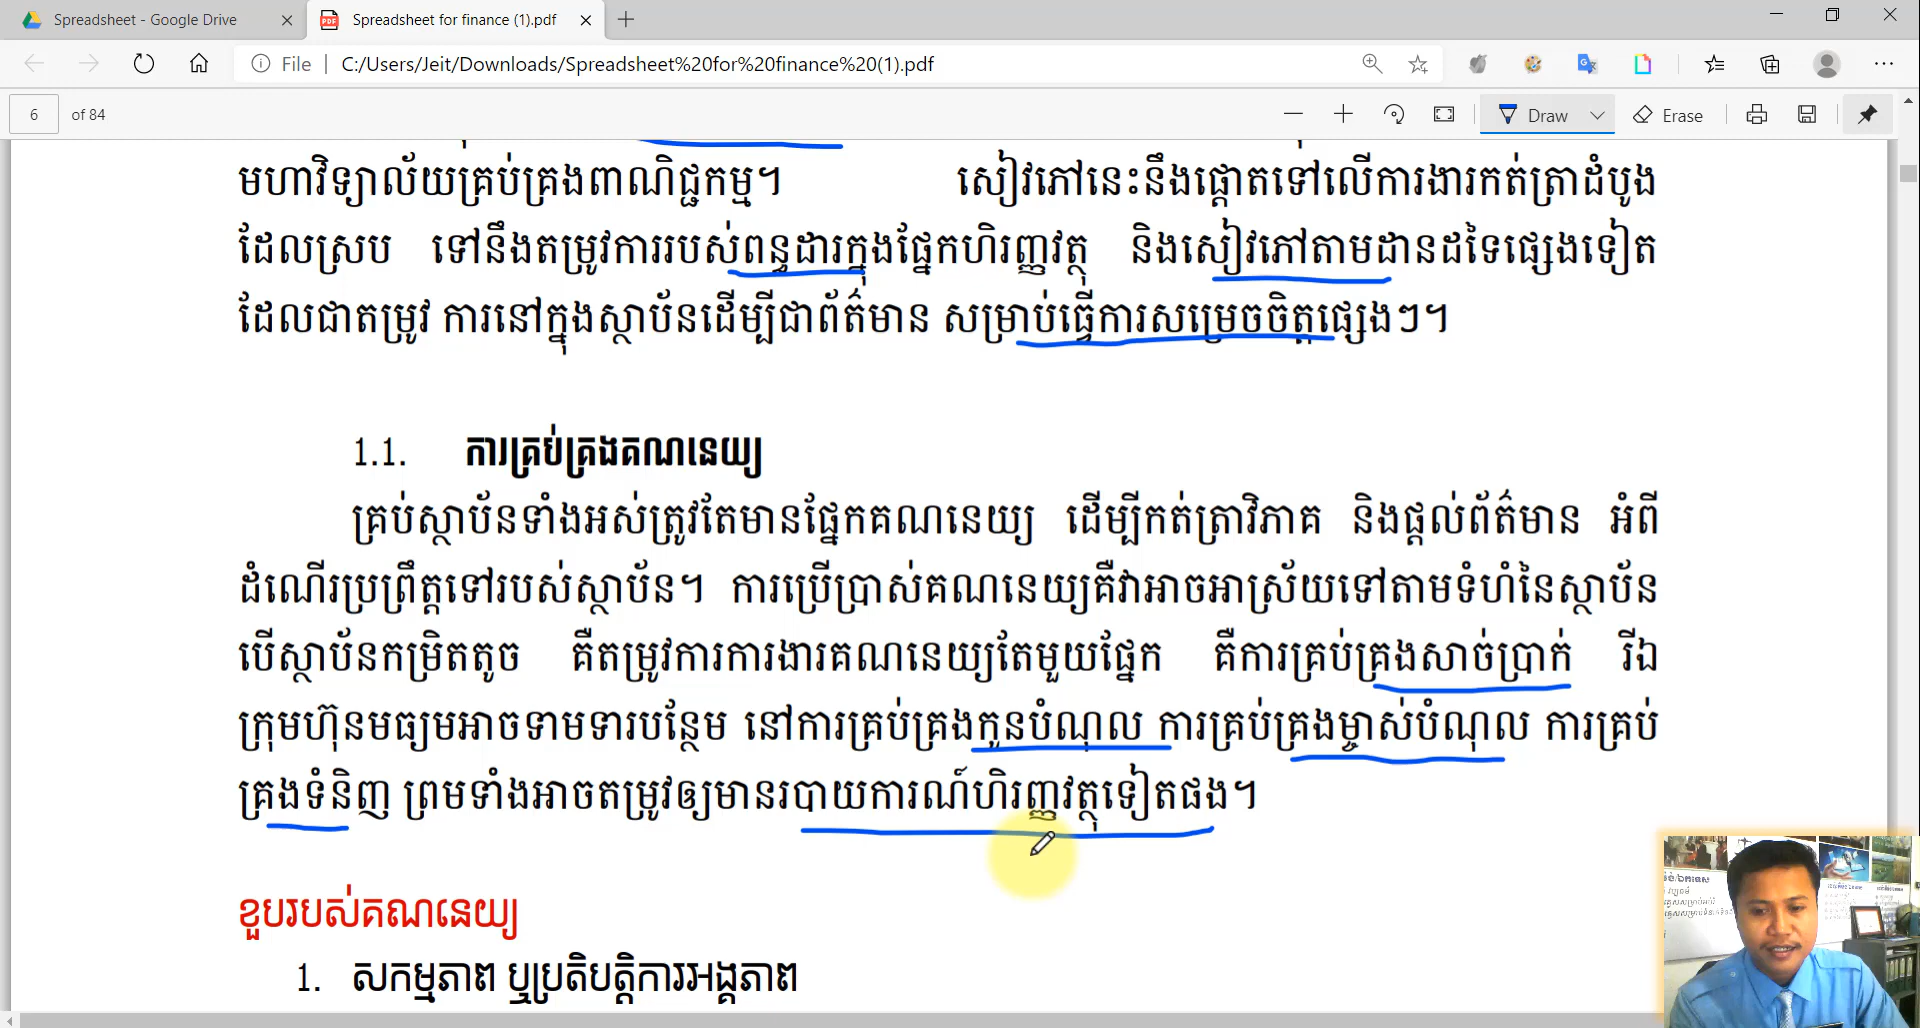 Spreadsheet - Google Drive
Spreadsheet for finance (1).pdf
File | C:/Users/Jeit/Downloads/Spreadsheet%20for%20finance%20(1).pdf
6 of 84
Draw
Erase
មហាវិទ្យាល័យគ្រប់គ្រងពាណិជ្ជកម្ម។ សៀវភៅនេះនឹងផ្តោតទៅលើការងារកត់ត្រាដំបូង
ដែលស្រប ទៅនឹងតម្រូវការរបស់ពន្ធដារក្នុងផ្នែកហិរញ្ញវត្ថុ និងសៀវភៅតាមដានដទៃផ្សេងទៀត
ដែលជាតម្រូវ ការនៅក្នុងស្ថាប័នដើម្បីជាព័ត៌មាន សម្រាប់ធ្វើការសម្រេចចិត្តផ្សេងៗ។
1.1. ការគ្រប់គ្រងគណនេយ្យ
គ្រប់ស្ថាប័នទាំងអស់ត្រូវតែមានផ្នែកគណនេយ្យ ដើម្បីកត់ត្រាវិភាគ និងផ្តល់ព័ត៌មាន អំពី
ដំណើរប្រព្រឹត្តទៅរបស់ស្ថាប័ន។ ការប្រើប្រាស់គណនេយ្យគឺវាអាចអាស្រ័យទៅតាមទំហំនៃស្ថាប័ន
បើស្ថាប័នកម្រិតតូច គឺតម្រូវការការងារគណនេយ្យតែមួយផ្នែក គឺការគ្រប់គ្រងសាច់ប្រាក់ រីឯ
ក្រុមហ៊ុនមធ្យមអាចទាមទារបន្ថែម នៅការគ្រប់គ្រងកូនបំណុល ការគ្រប់គ្រងម្ចាស់បំណុល ការគ្រប់
គ្រងទំនិញ ព្រមទាំងអាចតម្រូវឲ្យមានរបាយការណ៍ហិរញ្ញវត្ថុទៀតផង។
ខួបរបស់គណនេយ្យ
1. សកម្មភាព ឬប្រតិបត្តិការអង្គភាព